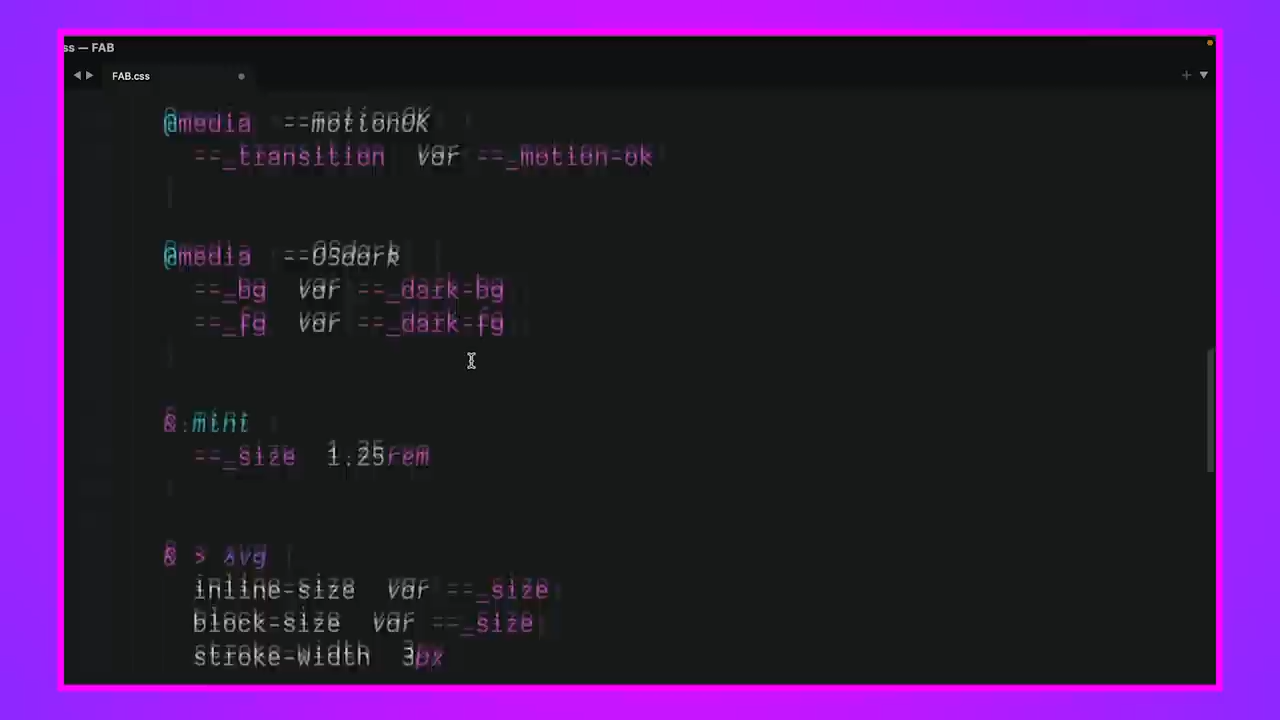 ss — FAB
FAB.css
@media --motionOK
--_transition var --_motion-ok
@media --OSdark
--_bg var --_dark-bg
--_fg var --_dark-fg
&.mint
--_size 1.25rem
& > svg
inline-size var --_size
block-size var --_size
stroke-width 3px